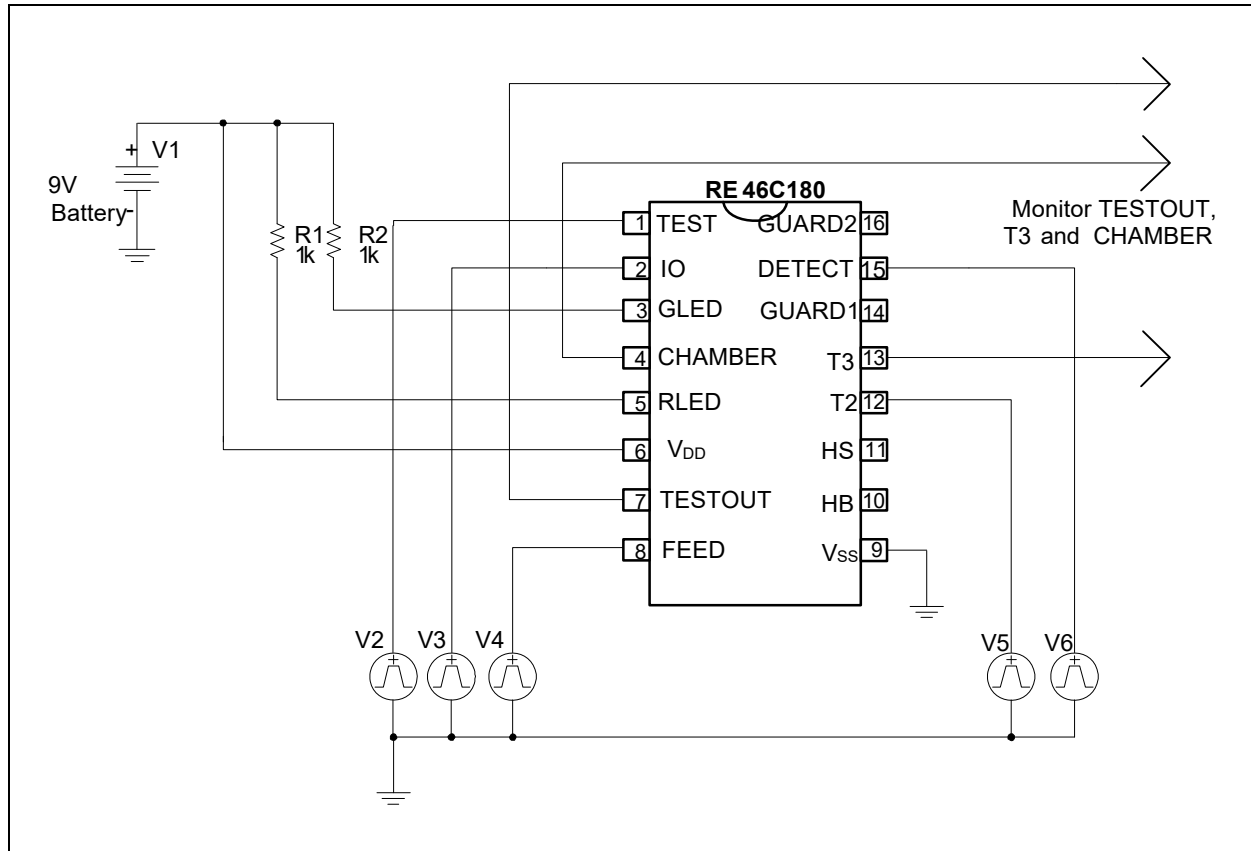 + V1
9V
Battery-
R1
1k
R2
1k
RE46C180
1 TEST GUARD2 16
2 IO DETECT 15
3 GLED GUARD1 14
4 CHAMBER T3 13
5 RLED T2 12
6 VDD HS 11
7 TESTOUT HB 10
8 FEED VSS 9
Monitor TESTOUT,
T3 and CHAMBER
V2 V3 V4 V5 V6
+ + + + +